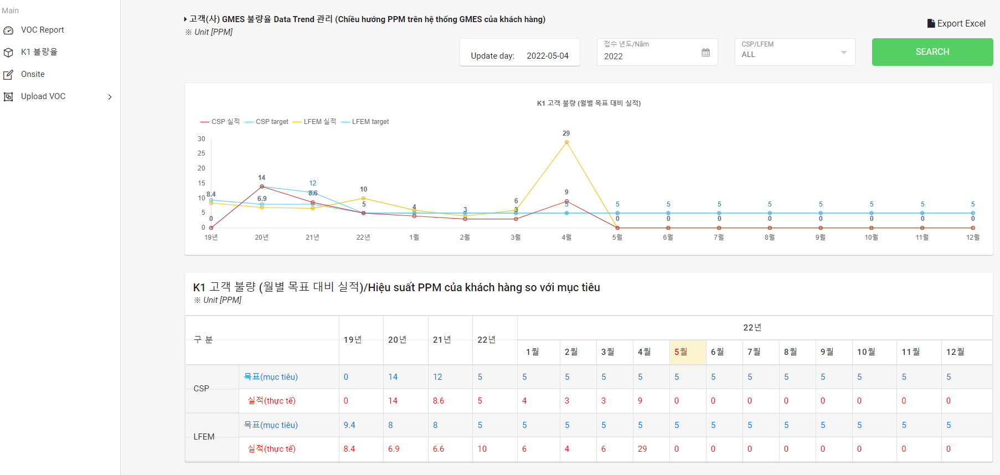 Main
VOC Report
K1 불량율
Onsite
Upload VOC
고객(사) GMES 불량율 Data Trend 관리 (Chiều hướng PPM trên hệ thống GMES của khách hàng)
※ Unit [PPM]
Export Excel
Update day: 2022-05-04
접수 년도/Năm
2022
CSP/LFEM
ALL
SEARCH
K1 고객 불량 (월별 목표 대비 실적)
CSP 실적 CSP target LFEM 실적 LFEM target
30
25
20
15
10
5
0
8.4 0 14 6.9 12 8.6 10 5 4 3 6 3 29 9 5 5 0 5 0 5 0 5 0 5 0 5 0 5 0 5 0
19년 20년 21년 22년 1월 2월 3월 4월 5월 6월 7월 8월 9월 10월 11월 12월
K1 고객 불량 (월별 목표 대비 실적)/Hiệu suất PPM của khách hàng so với mục tiêu
※ Unit [PPM]
구 분 19년 20년 21년 22년 22년
1월 2월 3월 4월 5월 6월 7월 8월 9월 10월 11월 12월
CSP
목표(mục tiêu) 0 14 12 5 5 5 5 5 5 5 5 5 5 5 5 5
실적(thực tế) 0 14 8.6 5 4 3 3 9 0 0 0 0 0 0 0 0
LFEM
목표(mục tiêu) 9.4 8 8 5 5 5 5 5 5 5 5 5 5 5 5 5
실적(thực tế) 8.4 6.9 6.6 10 6 4 6 29 0 0 0 0 0 0 0 0